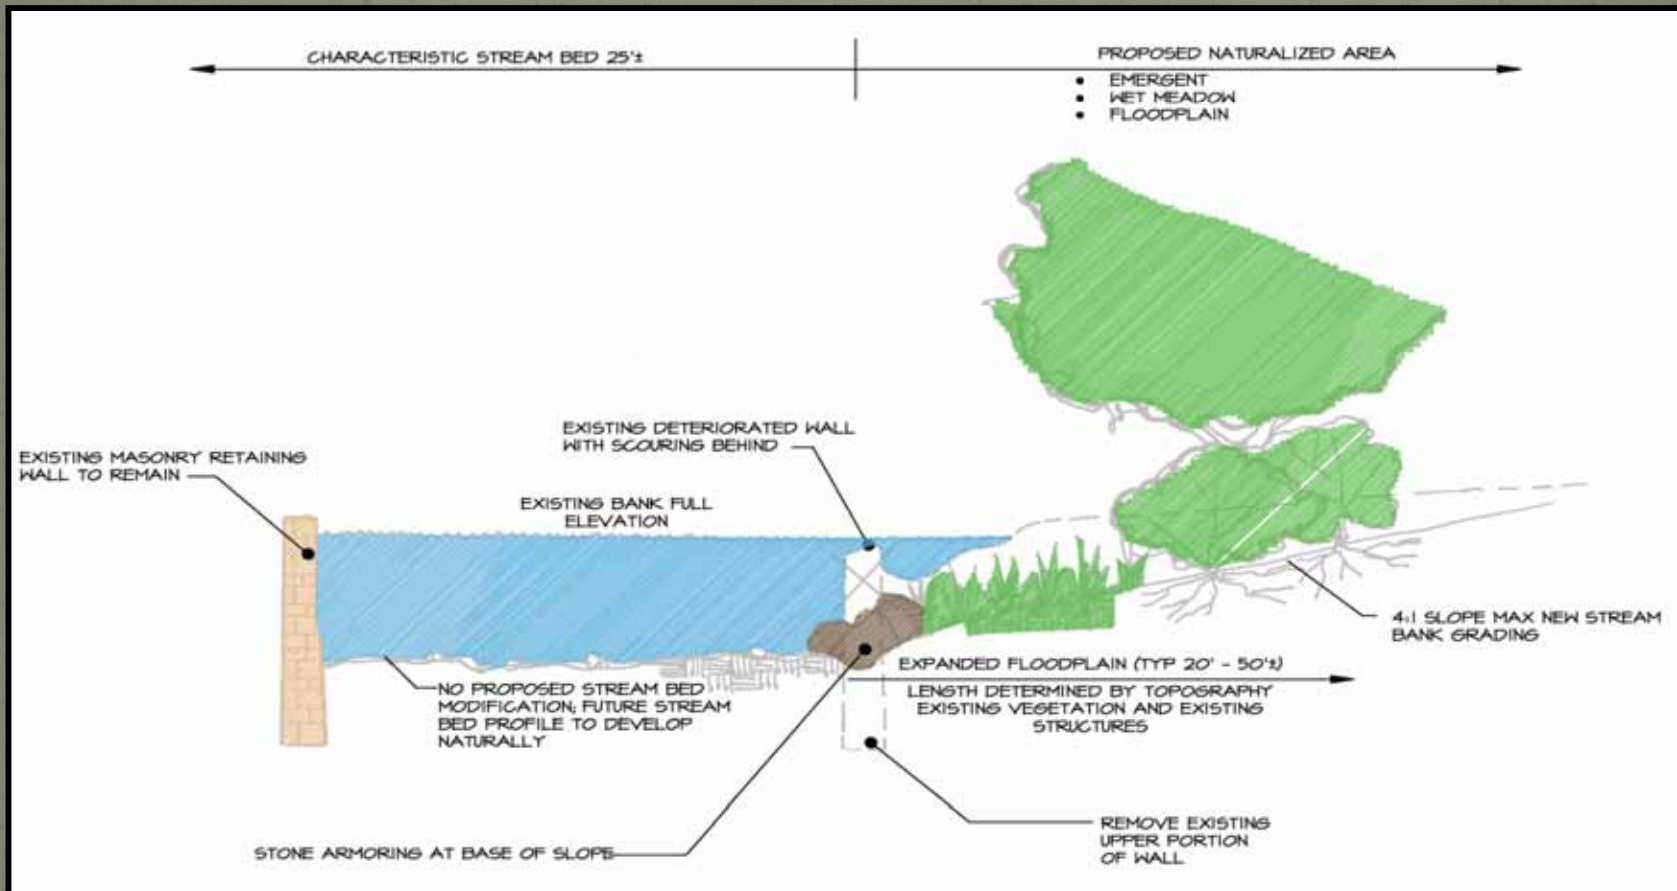 CHARACTERISTIC STREAM BED 25'±
PROPOSED NATURALIZED AREA
• EMERGENT
• WET MEADOW
• FLOODPLAIN
EXISTING DETERIORATED WALL
WITH SCOURING BEHIND
EXISTING MASONRY RETAINING
WALL TO REMAIN
EXISTING BANK FULL
ELEVATION
4:1 SLOPE MAX NEW STREAM
BANK GRADING
EXPANDED FLOODPLAIN (TYP 20' - 50'±)
LENGTH DETERMINED BY TOPOGRAPHY
EXISTING VEGETATION AND EXISTING
STRUCTURES
NO PROPOSED STREAM BED
MODIFICATION; FUTURE STREAM
BED PROFILE TO DEVELOP
NATURALLY
REMOVE EXISTING
UPPER PORTION
OF WALL
STONE ARMORING AT BASE OF SLOPE